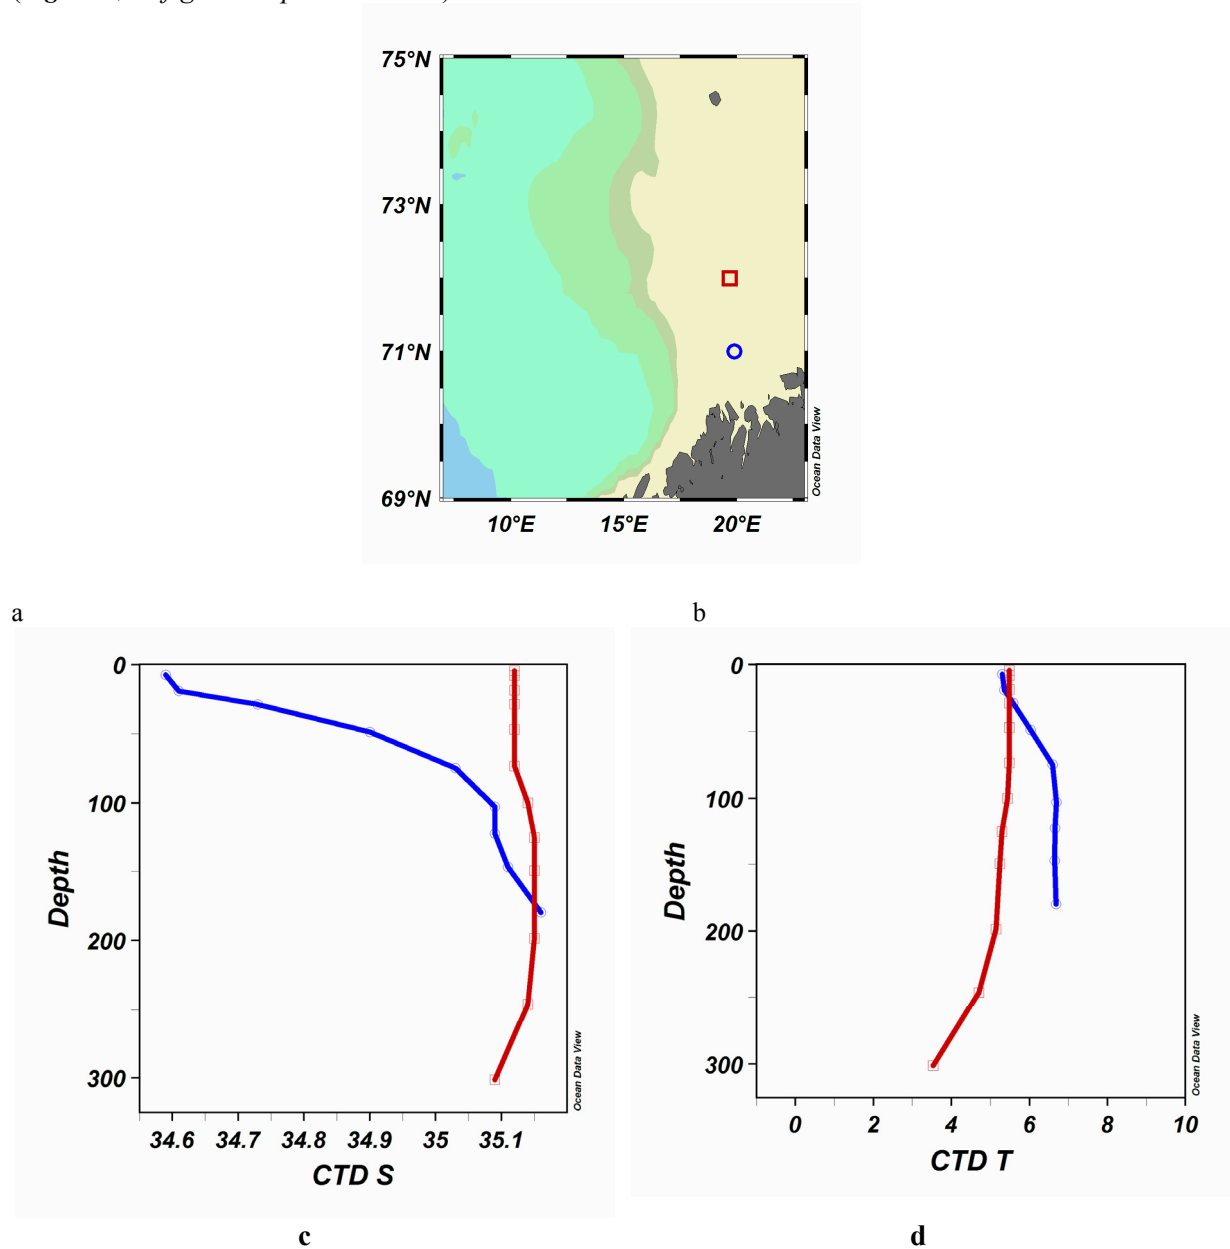 75°N
73°N
71°N
69°N
10°E 15°E 20°E
Ocean Data View
a b
0
100
200
300
Depth
34.6 34.7 34.8 34.9 35 35.1
CTD S
Ocean Data View
0
100
200
300
Depth
0 2 4 6 8 10
CTD T
Ocean Data View
c d